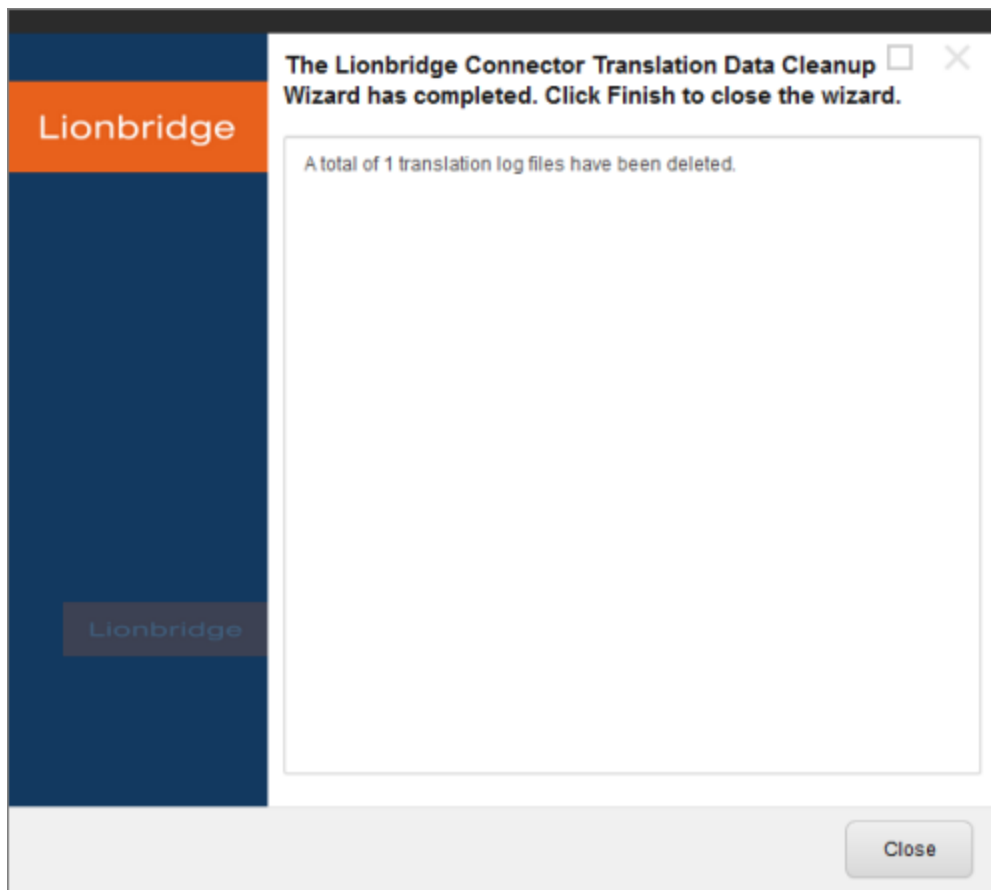 Lionbridge
The Lionbridge Connector Translation Data Cleanup
Wizard has completed. Click Finish to close the wizard.
A total of 1 translation log files have been deleted.
Lionbridge
Close